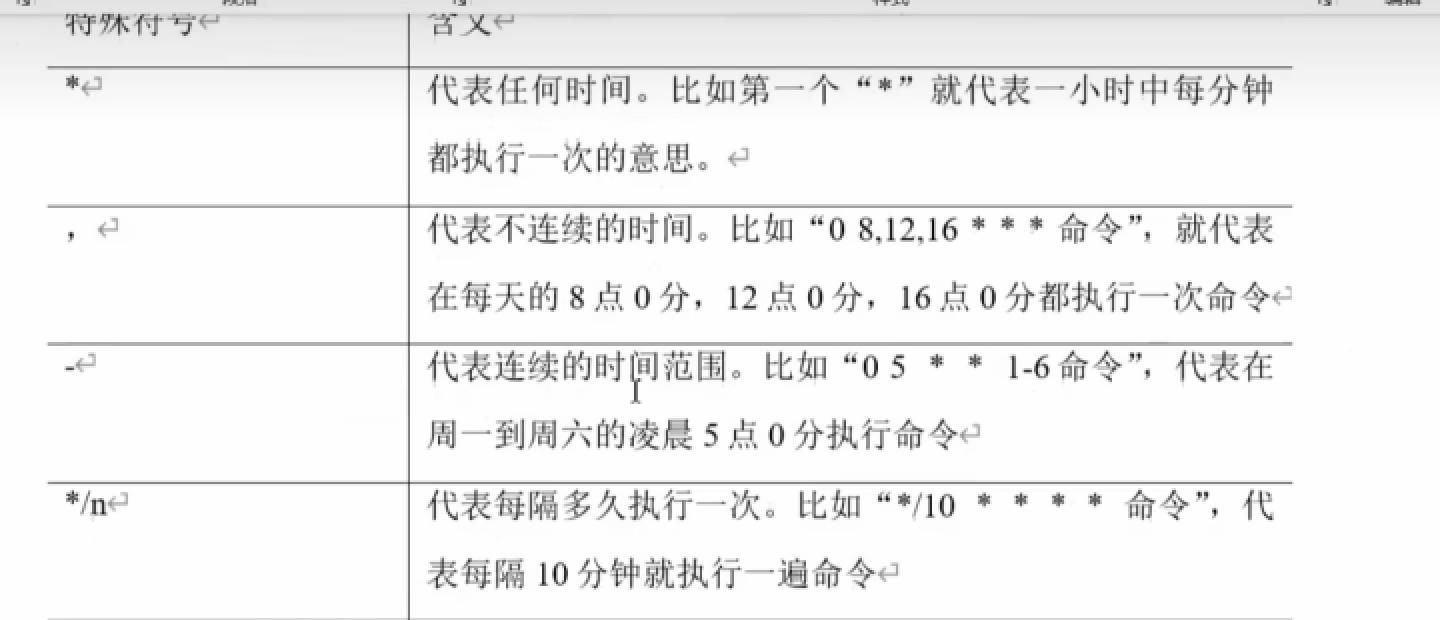 段落
样式
编辑
特殊符号
含义
*
代表任何时间。比如第一个“*”就代表一小时中每分钟
都执行一次的意思。
，
代表不连续的时间。比如“0 8,12,16 * * * 命令”，就代表
在每天的 8 点 0 分，12 点 0 分，16 点 0 分都执行一次命令
-
代表连续的时间范围。比如“0 5 * * 1-6 命令”，代表在
周一到周六的凌晨 5 点 0 分执行命令
*/n
代表每隔多久执行一次。比如“*/10 * * * * 命令”，代
表每隔 10 分钟就执行一遍命令